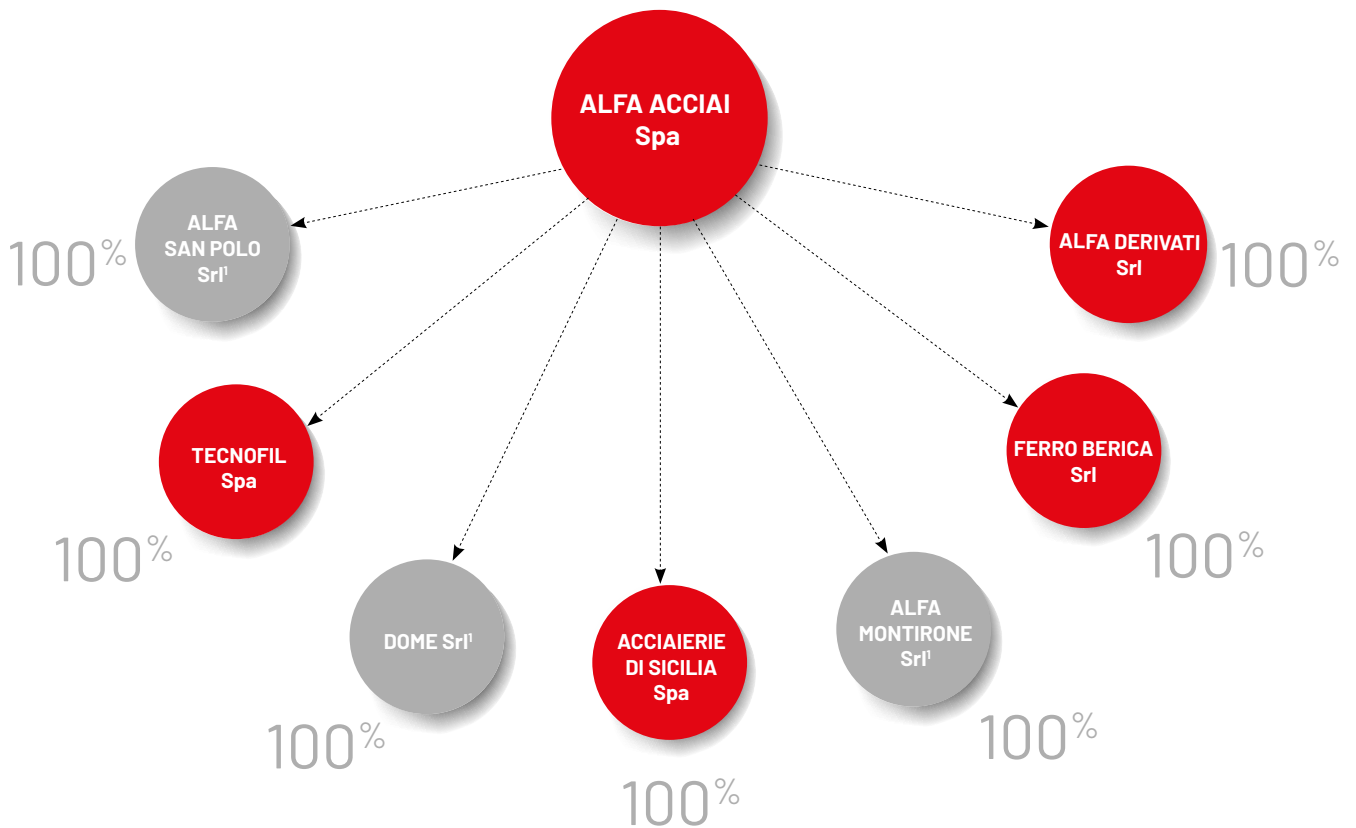 ALFA ACCIAI
Spa
ALFA
SAN POLO
Srl¹
100%
ALFA DERIVATI
Srl
100%
TECNOFIL
Spa
100%
FERRO BERICA
Srl
100%
DOME Srl¹
100%
ACCIAIERIE
DI SICILIA
Spa
100%
ALFA
MONTIRONE
Srl¹
100%